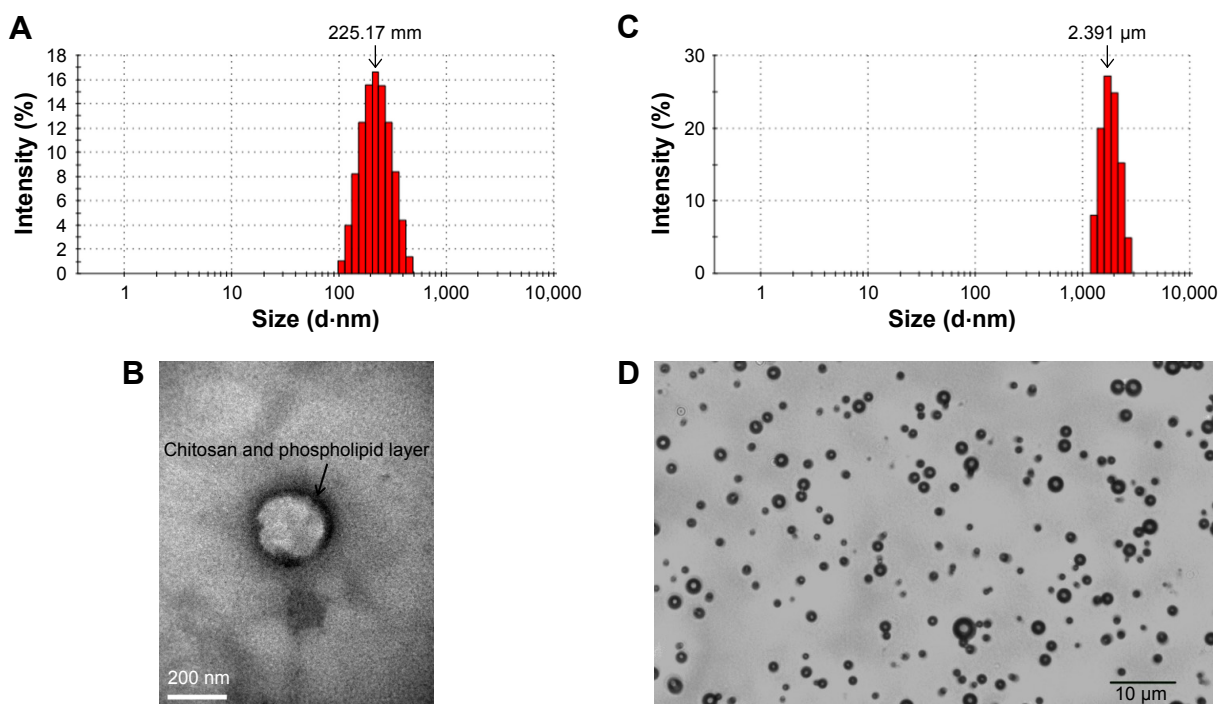 A
225.17 mm
Intensity (%)
18
16
14
12
10
8
6
4
2
0
1
10
100
1,000
10,000
Size (d·nm)
C
2.391 µm
Intensity (%)
30
20
10
0
1
10
100
1,000
10,000
Size (d·nm)
B
Chitosan and phospholipid layer
200 nm
D
10 µm